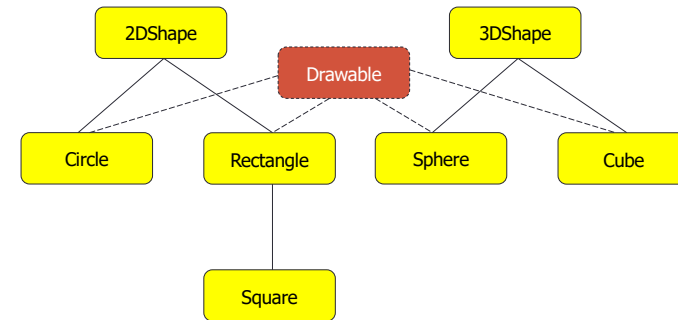 2DShape
3DShape
Drawable
Circle
Rectangle
Sphere
Cube
Square